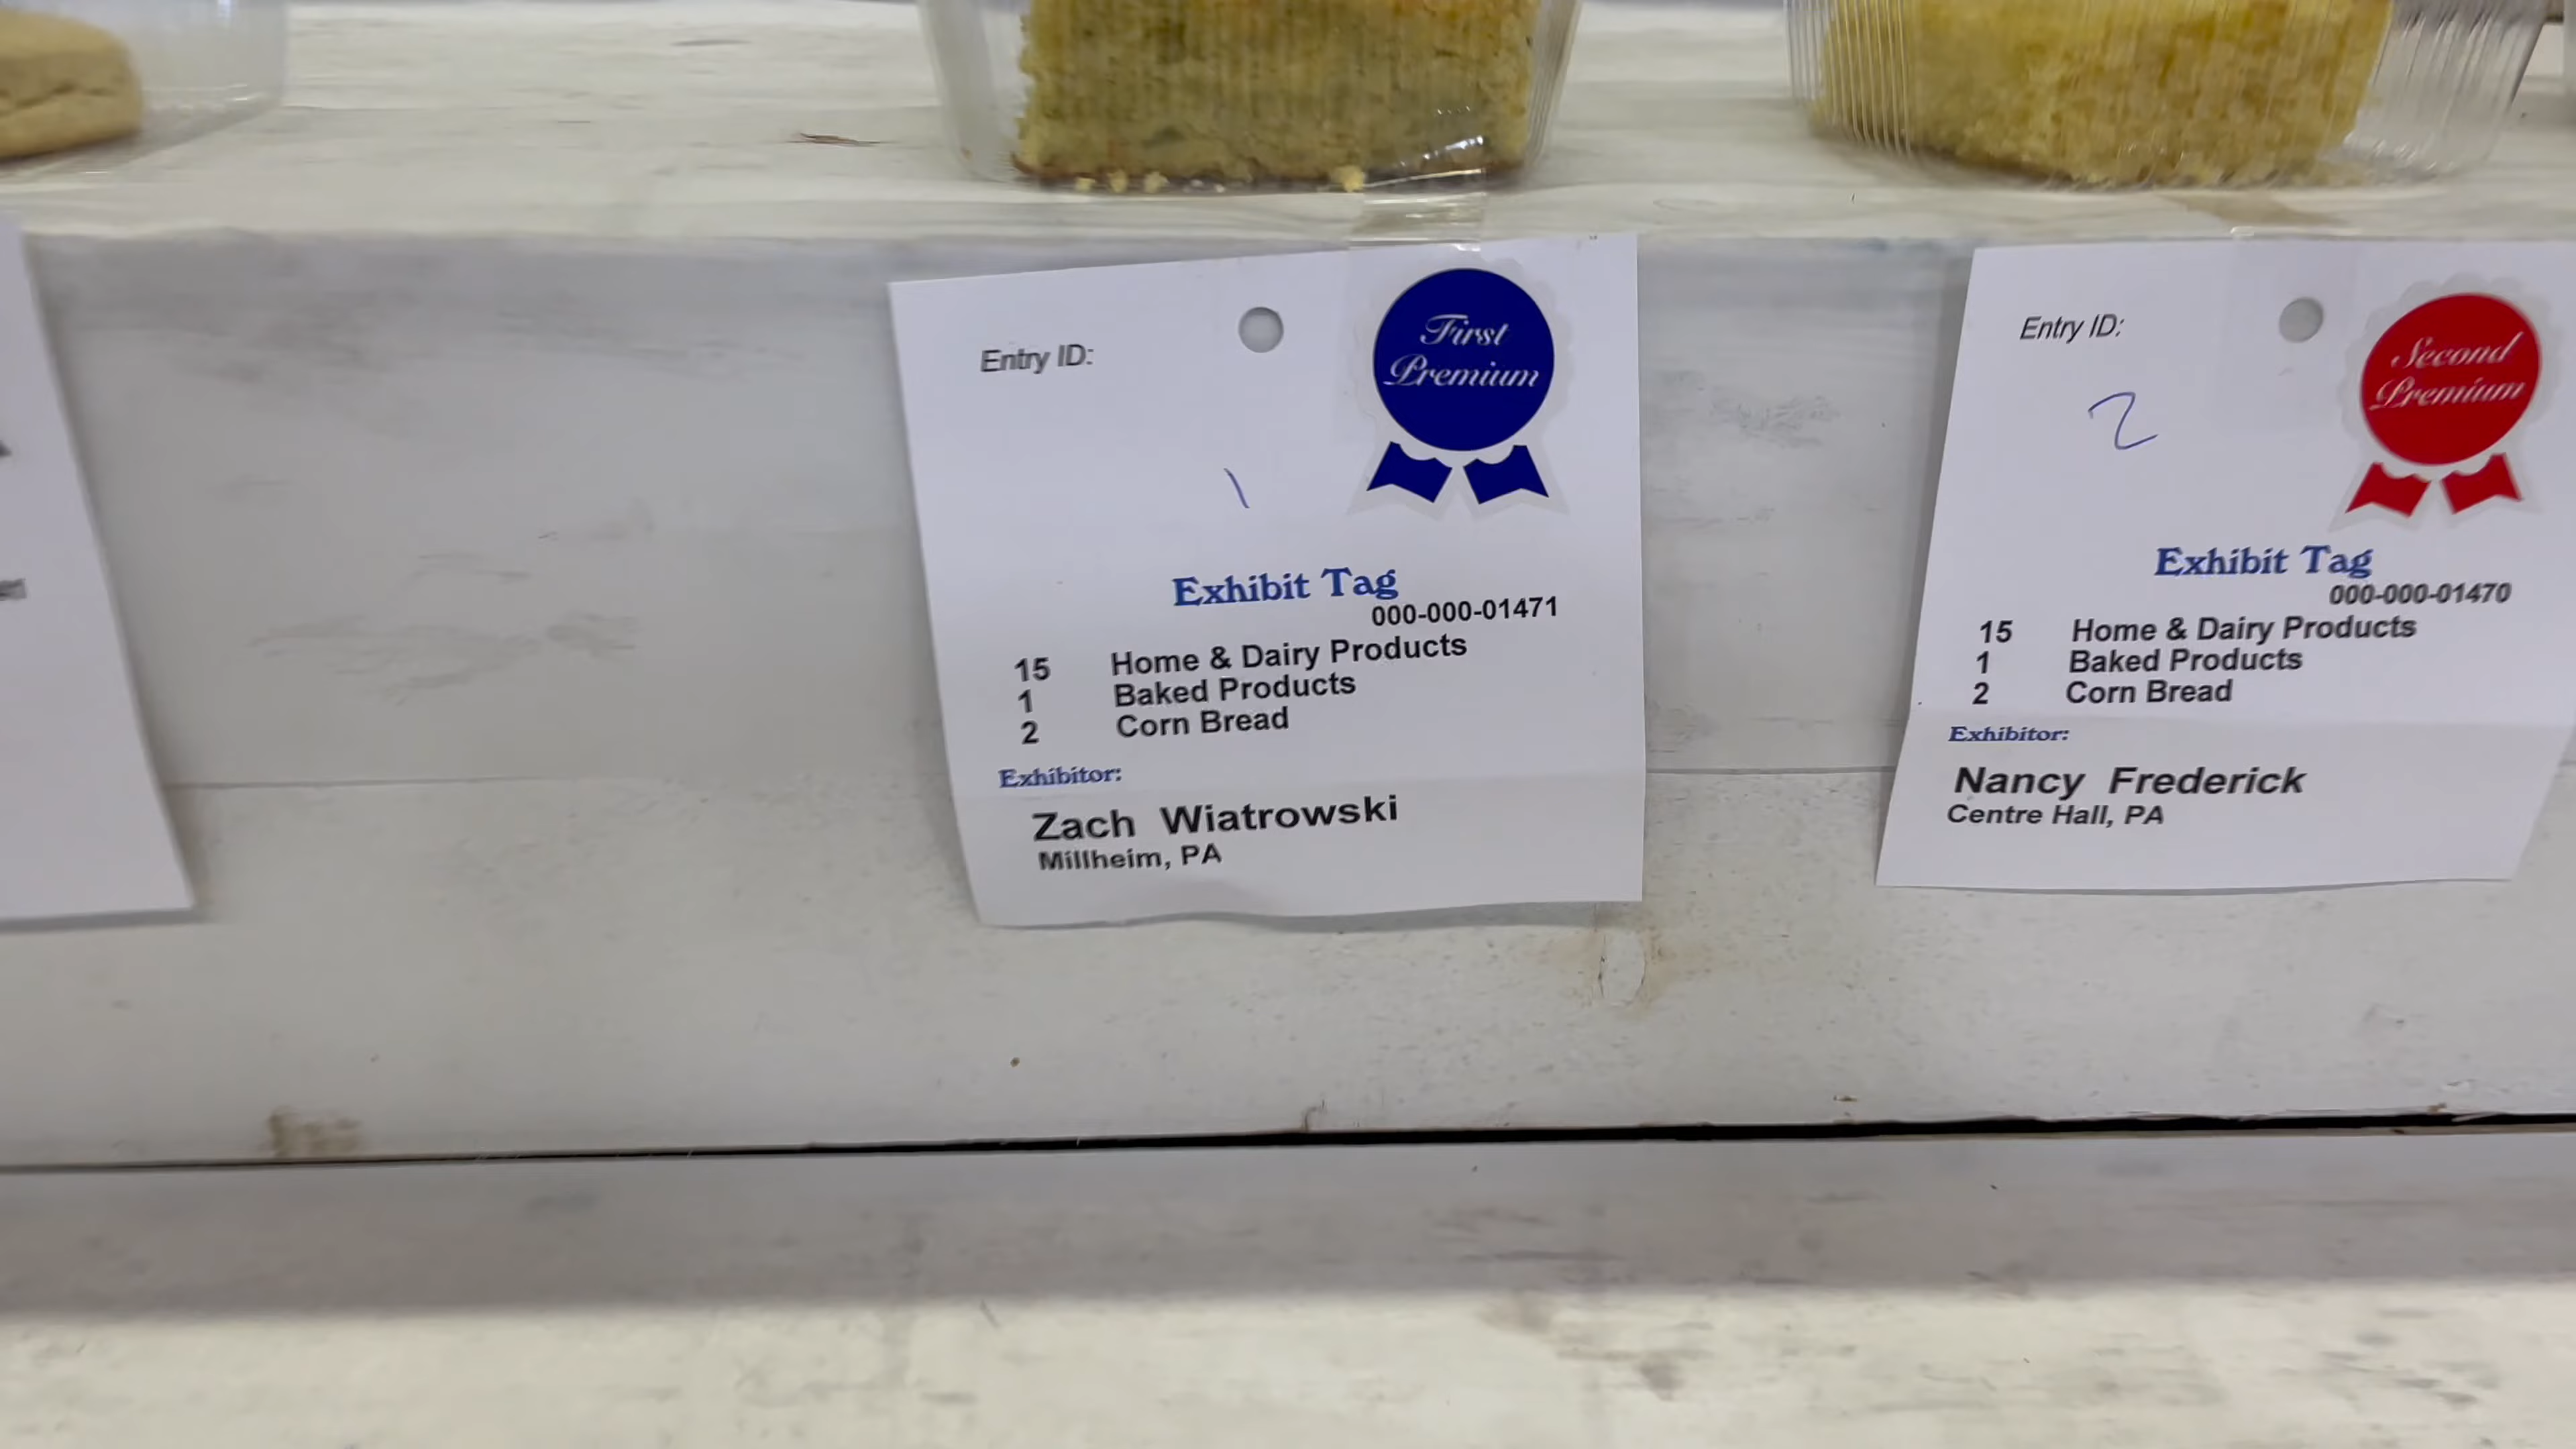 Entry ID:
First
Premium
1
Exhibit Tag
000-000-01471
15 Home & Dairy Products
1 Baked Products
2 Corn Bread
Exhibitor:
Zach Wiatrowski
Millheim, PA
Entry ID:
Second
Premium
2
Exhibit Tag
000-000-01470
15 Home & Dairy Products
1 Baked Products
2 Corn Bread
Exhibitor:
Nancy Frederick
Centre Hall, PA